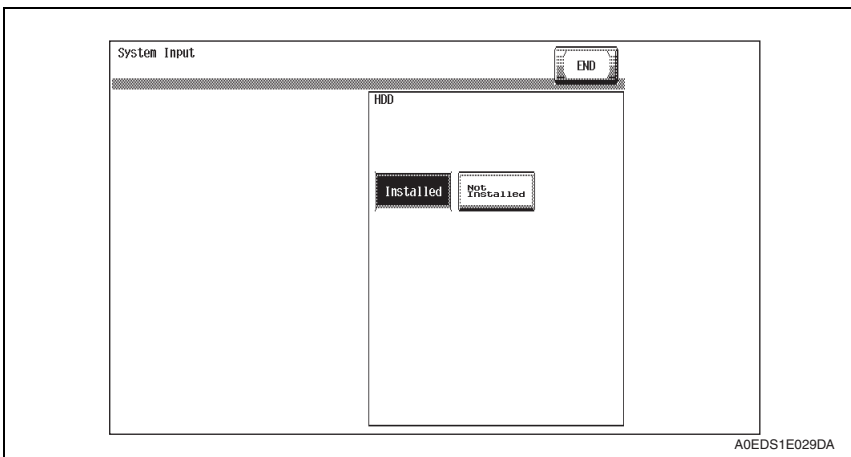 System Input
END
HDD
Installed
Not
Installed
A0EDS1E029DA